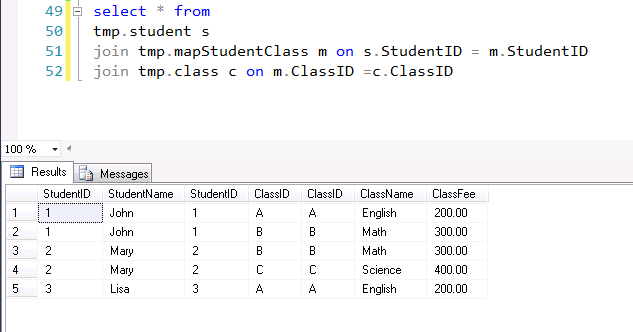 49 select * from
50 tmp.student s
51 join tmp.mapStudentClass m on s.StudentID = m.StudentID
52 join tmp.class c on m.ClassID =c.ClassID
100 %
Results Messages
StudentID StudentName StudentID ClassID ClassID ClassName ClassFee
1 1 John 1 A A English 200.00
2 1 John 1 B B Math 300.00
3 2 Mary 2 B B Math 300.00
4 2 Mary 2 C C Science 400.00
5 3 Lisa 3 A A English 200.00